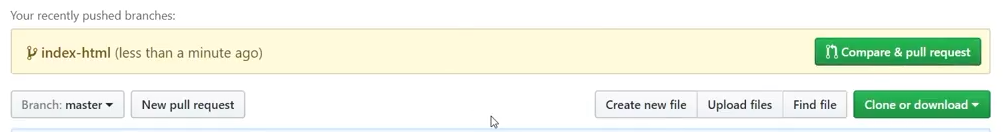 Your recently pushed branches:
index-html (less than a minute ago) Compare & pull request
Branch: master New pull request Create new file Upload files Find file Clone or download